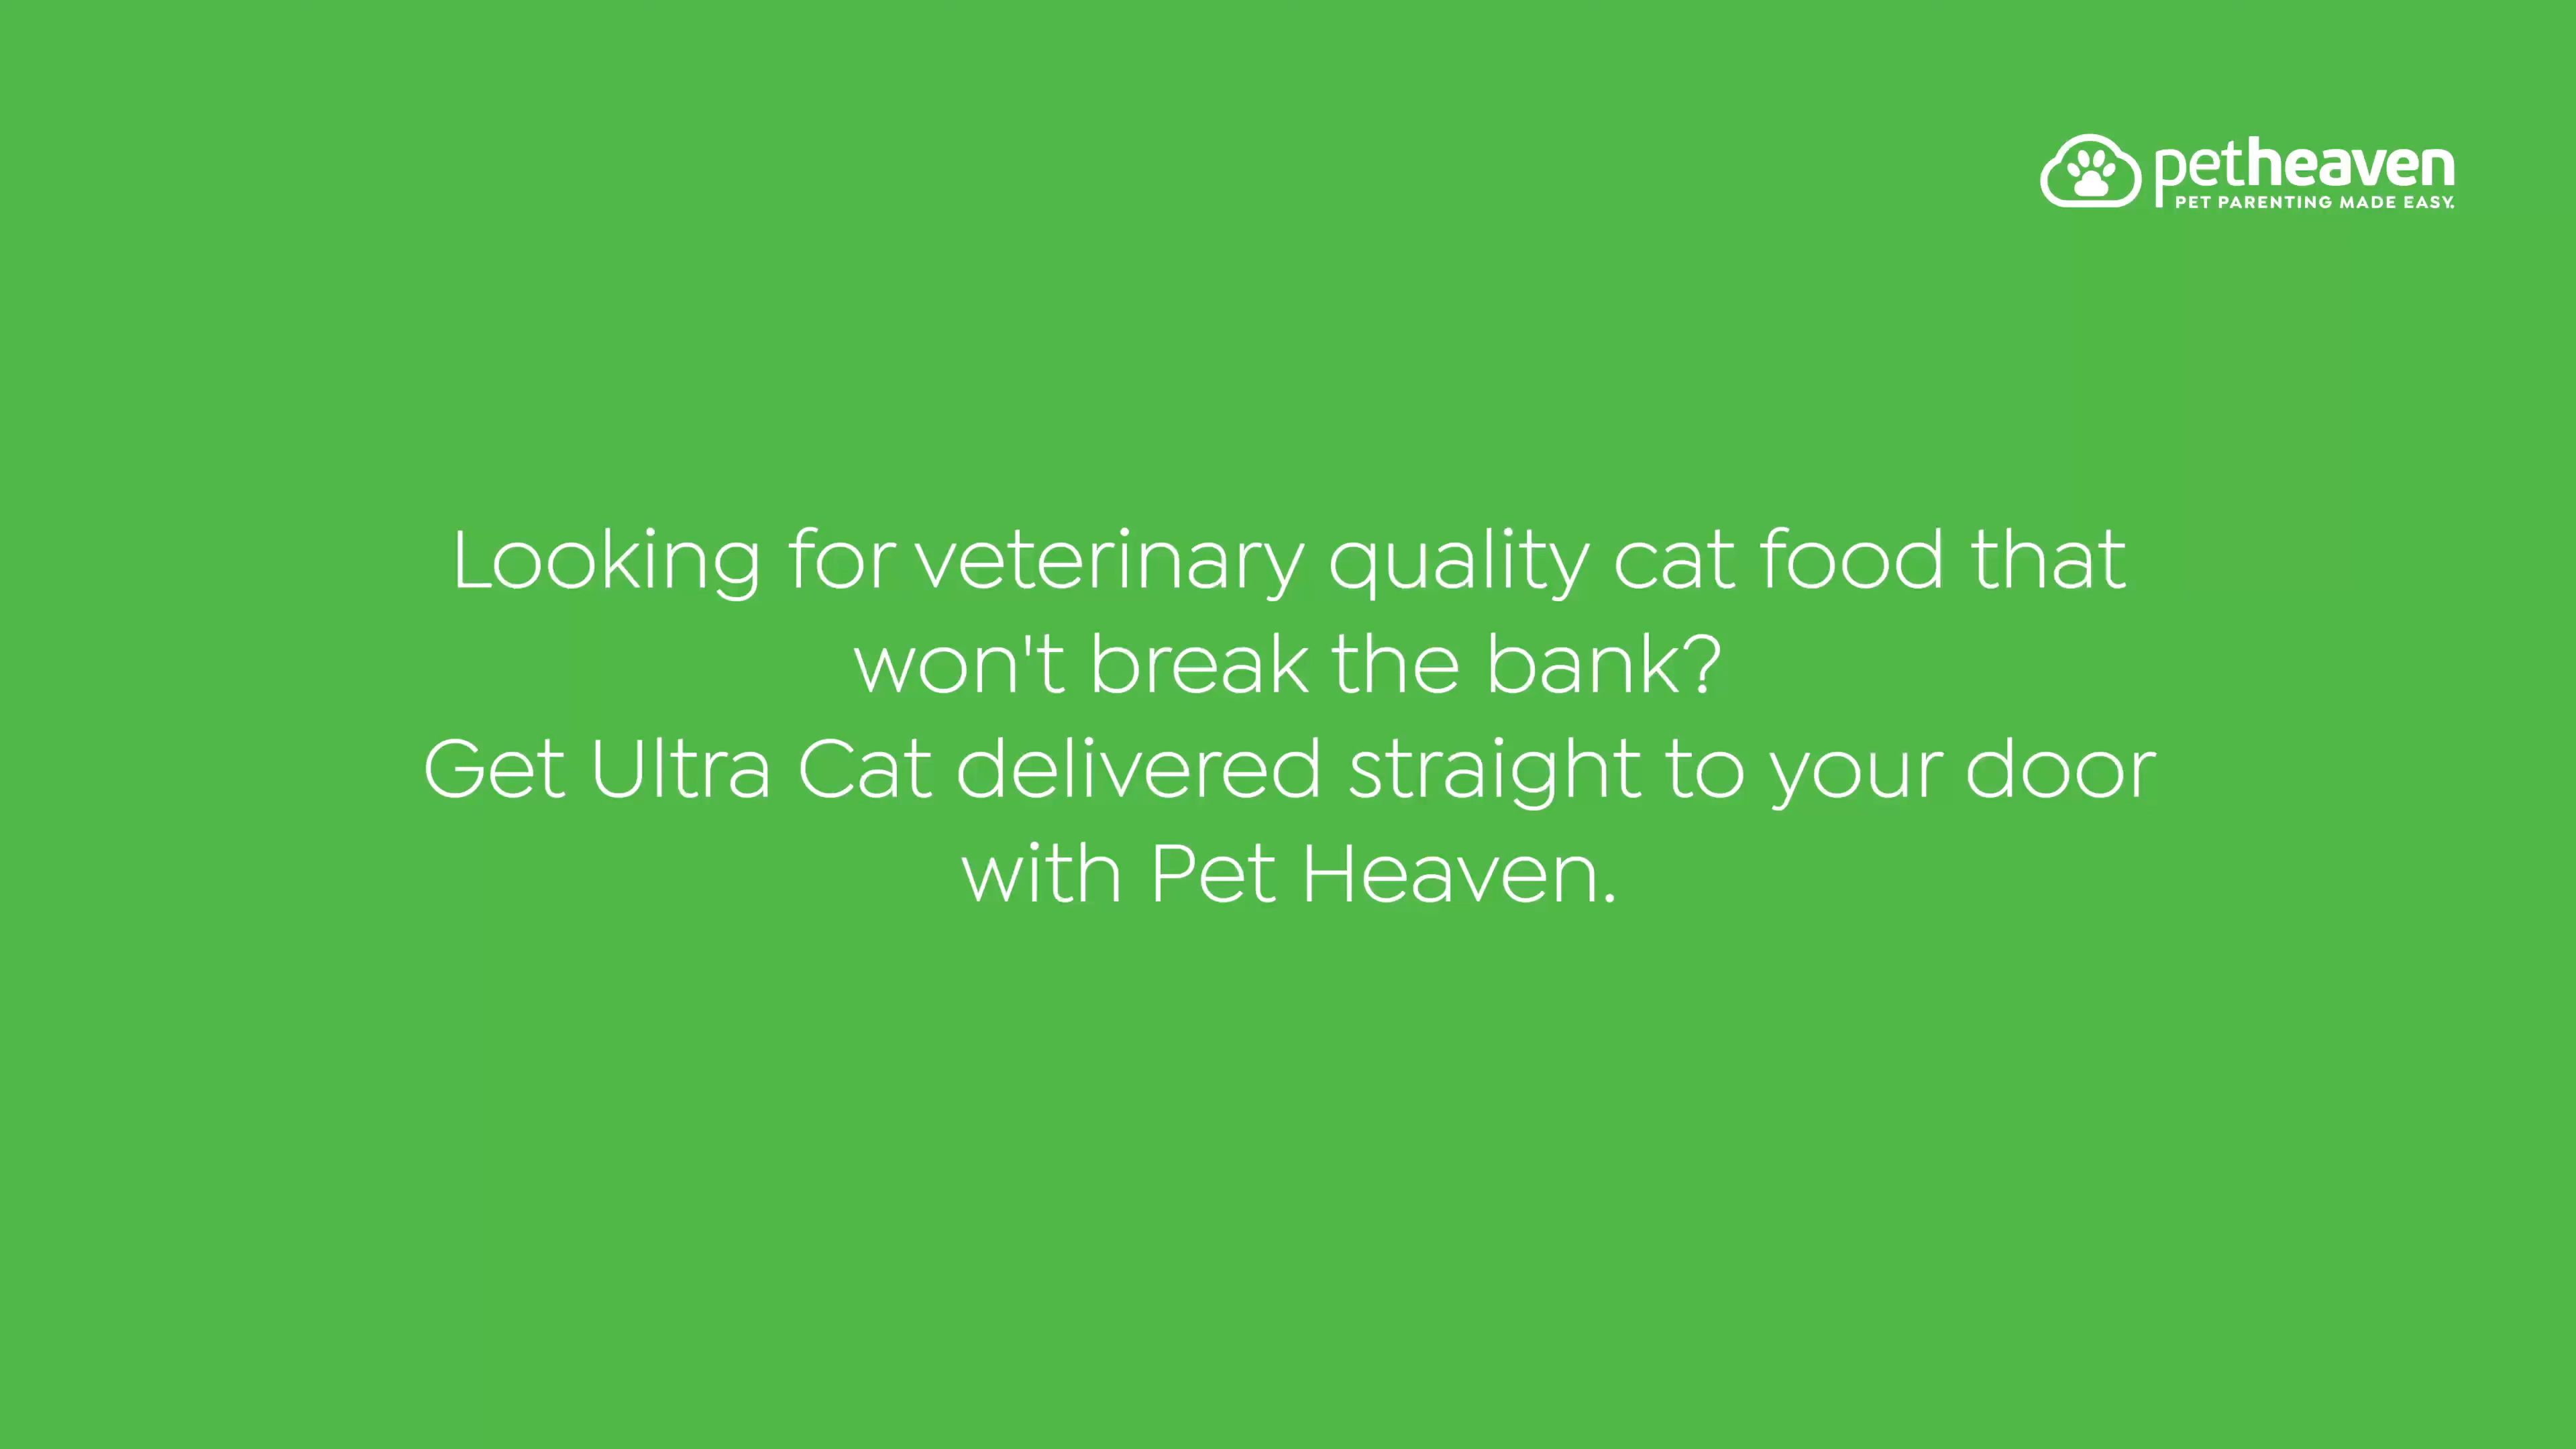 petheaven
PET PARENTING MADE EASY.
Looking for veterinary quality cat food that
won't break the bank?
Get Ultra Cat delivered straight to your door
with Pet Heaven.